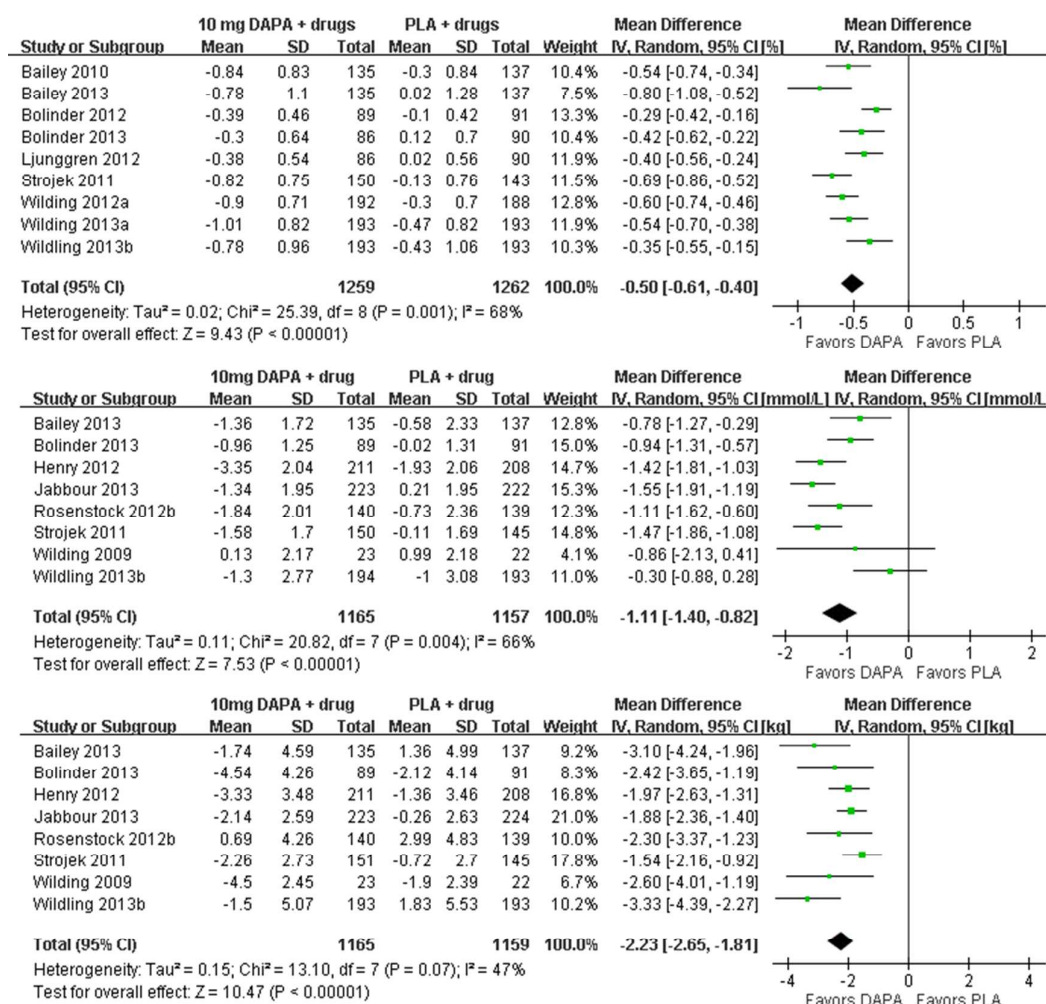 10 mg DAPA + drugs PLA + drugs Mean Difference Mean Difference
Study or Subgroup Mean SD Total Mean SD Total Weight IV, Random, 95% CI [%] IV, Random, 95% CI [%]
Bailey 2010 -0.84 0.83 135 -0.3 0.84 137 10.4% -0.54 [-0.74, -0.34]
Bailey 2013 -0.78 1.1 135 0.02 1.28 137 7.5% -0.80 [-1.08, -0.52]
Bolinder 2012 -0.39 0.46 89 -0.1 0.42 91 13.3% -0.29 [-0.42, -0.16]
Bolinder 2013 -0.3 0.64 86 0.12 0.7 90 10.4% -0.42 [-0.62, -0.22]
Ljunggren 2012 -0.38 0.54 86 0.02 0.56 90 11.9% -0.40 [-0.56, -0.24]
Strojek 2011 -0.82 0.75 150 -0.13 0.76 143 11.5% -0.69 [-0.86, -0.52]
Wilding 2012a -0.9 0.71 192 -0.3 0.7 188 12.8% -0.60 [-0.74, -0.46]
Wilding 2013a -1.01 0.82 193 -0.47 0.82 193 11.9% -0.54 [-0.70, -0.38]
Wildling 2013b -0.78 0.96 193 -0.43 1.06 193 10.3% -0.35 [-0.55, -0.15]
Total (95% CI) 1259 1262 100.0% -0.50 [-0.61, -0.40]
Heterogeneity: Tau² = 0.02; Chi² = 25.39, df = 8 (P = 0.001); I² = 68%
Test for overall effect: Z = 9.43 (P < 0.00001)
-1 -0.5 0 0.5 1
Favors DAPA Favors PLA
10mg DAPA + drug PLA + drug Mean Difference Mean Difference
Study or Subgroup Mean SD Total Mean SD Total Weight IV, Random, 95% CI [mmol/L] IV, Random, 95% CI [mmol/L
Bailey 2013 -1.36 1.72 135 -0.58 2.33 137 12.8% -0.78 [-1.27, -0.29]
Bolinder 2013 -0.96 1.25 89 -0.02 1.31 91 15.0% -0.94 [-1.31, -0.57]
Henry 2012 -3.35 2.04 211 -1.93 2.06 208 14.7% -1.42 [-1.81, -1.03]
Jabbour 2013 -1.34 1.95 223 0.21 1.95 222 15.3% -1.55 [-1.91, -1.19]
Rosenstock 2012b -1.84 2.01 140 -0.73 2.36 139 12.3% -1.11 [-1.62, -0.60]
Strojek 2011 -1.58 1.7 150 -0.11 1.69 145 14.8% -1.47 [-1.86, -1.08]
Wilding 2009 0.13 2.17 23 0.99 2.18 22 4.1% -0.86 [-2.13, 0.41]
Wildling 2013b -1.3 2.77 194 -1 3.08 193 11.0% -0.30 [-0.88, 0.28]
Total (95% CI) 1165 1157 100.0% -1.11 [-1.40, -0.82]
Heterogeneity: Tau² = 0.11; Chi² = 20.82, df = 7 (P = 0.004); I² = 66%
Test for overall effect: Z = 7.53 (P < 0.00001)
-2 -1 0 1 2
Favors DAPA Favors PLA
10mg DAPA + drug PLA + drug Mean Difference Mean Difference
Study or Subgroup Mean SD Total Mean SD Total Weight IV, Random, 95% CI [kg] IV, Random, 95% CI [kg]
Bailey 2013 -1.74 4.59 135 1.36 4.99 137 9.2% -3.10 [-4.24, -1.96]
Bolinder 2013 -4.54 4.26 89 -2.12 4.14 91 8.3% -2.42 [-3.65, -1.19]
Henry 2012 -3.33 3.48 211 -1.36 3.46 208 16.8% -1.97 [-2.63, -1.31]
Jabbour 2013 -2.14 2.59 223 -0.26 2.63 224 21.0% -1.88 [-2.36, -1.40]
Rosenstock 2012b 0.69 4.26 140 2.99 4.83 139 10.0% -2.30 [-3.37, -1.23]
Strojek 2011 -2.26 2.73 151 -0.72 2.7 145 17.8% -1.54 [-2.16, -0.92]
Wilding 2009 -4.5 2.45 23 -1.9 2.39 22 6.7% -2.60 [-4.01, -1.19]
Wildling 2013b -1.5 5.07 193 1.83 5.53 193 10.2% -3.33 [-4.39, -2.27]
Total (95% CI) 1165 1159 100.0% -2.23 [-2.65, -1.81]
Heterogeneity: Tau² = 0.15; Chi² = 13.10, df = 7 (P = 0.07); I² = 47%
Test for overall effect: Z = 10.47 (P < 0.00001)
-4 -2 0 2 4
Favors DAPA Favors PLA